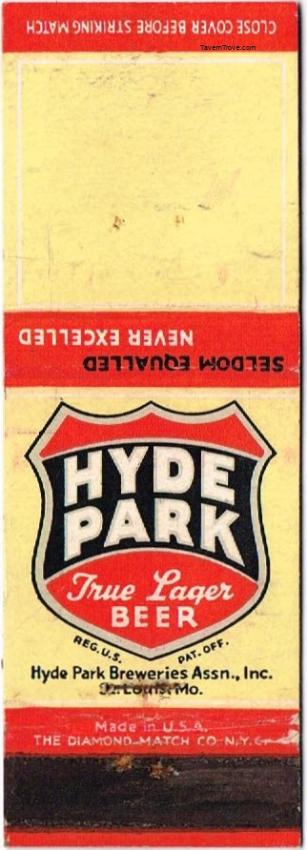 CLOSE COVER BEFORE STRIKING MATCH
TavernTrove.com
NEVER EXCELLED
SELDOM EQUALLED
HYDE
PARK
True Lager
BEER
REG. U.S. PAT. OFF.
Hyde Park Breweries Assn., Inc.
St. Louis, Mo.
Made in U.S.A.
THE DIAMOND MATCH CO N.Y.C.